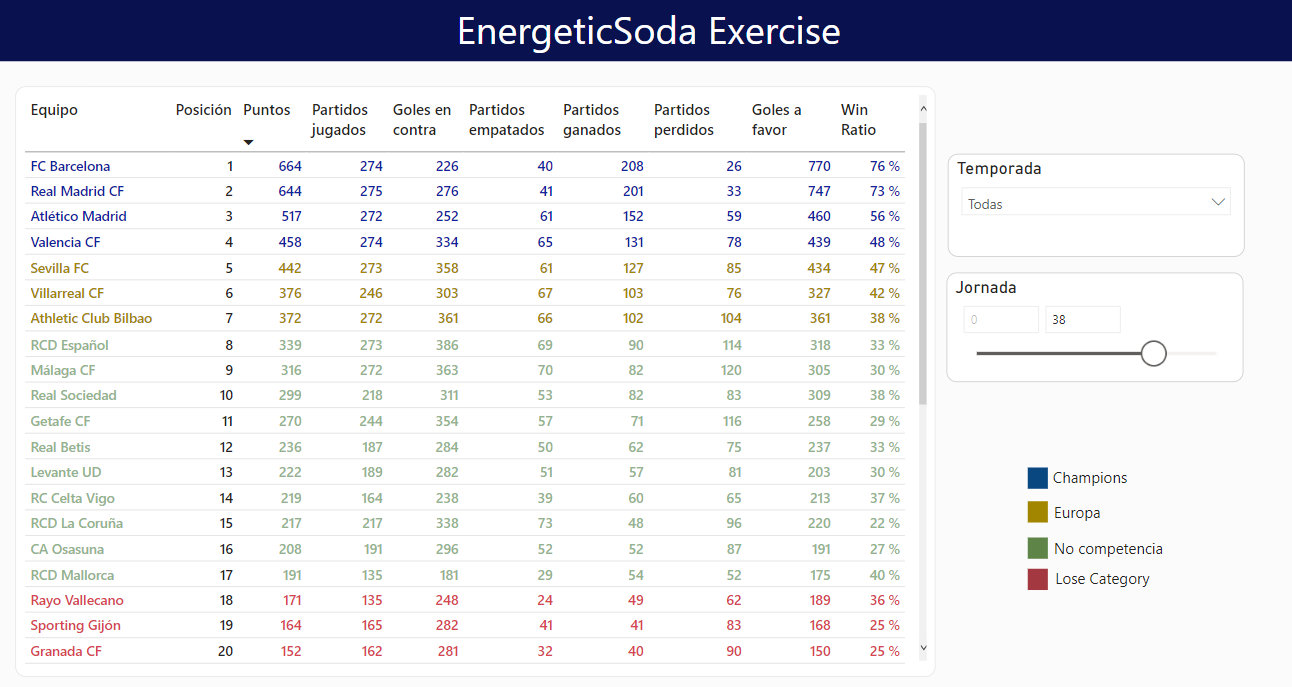 EnergeticSoda Exercise
Equipo Posición Puntos Partidos jugados Goles en contra Partidos empatados Partidos ganados Partidos perdidos Goles a favor Win Ratio
FC Barcelona 1 664 274 226 40 208 26 770 76 %
Real Madrid CF 2 644 275 276 41 201 33 747 73 %
Atlético Madrid 3 517 272 252 61 152 59 460 56 %
Valencia CF 4 458 274 334 65 131 78 439 48 %
Sevilla FC 5 442 273 358 61 127 85 434 47 %
Villarreal CF 6 376 246 303 67 103 76 327 42 %
Athletic Club Bilbao 7 372 272 361 66 102 104 361 38 %
RCD Español 8 339 273 386 69 90 114 318 33 %
Málaga CF 9 316 272 363 70 82 120 305 30 %
Real Sociedad 10 299 218 311 53 82 83 309 38 %
Getafe CF 11 270 244 354 57 71 116 258 29 %
Real Betis 12 236 187 284 50 62 75 237 33 %
Levante UD 13 222 189 282 51 57 81 203 30 %
RC Celta Vigo 14 219 164 238 39 60 65 213 37 %
RCD La Coruña 15 217 217 338 73 48 96 220 22 %
CA Osasuna 16 208 191 296 52 52 87 191 27 %
RCD Mallorca 17 191 135 181 29 54 52 175 40 %
Rayo Vallecano 18 171 135 248 24 49 62 189 36 %
Sporting Gijón 19 164 165 282 41 41 83 168 25 %
Granada CF 20 152 162 281 32 40 90 150 25 %
Temporada
Todas
Jornada
0 38
Champions
Europa
No competencia
Lose Category